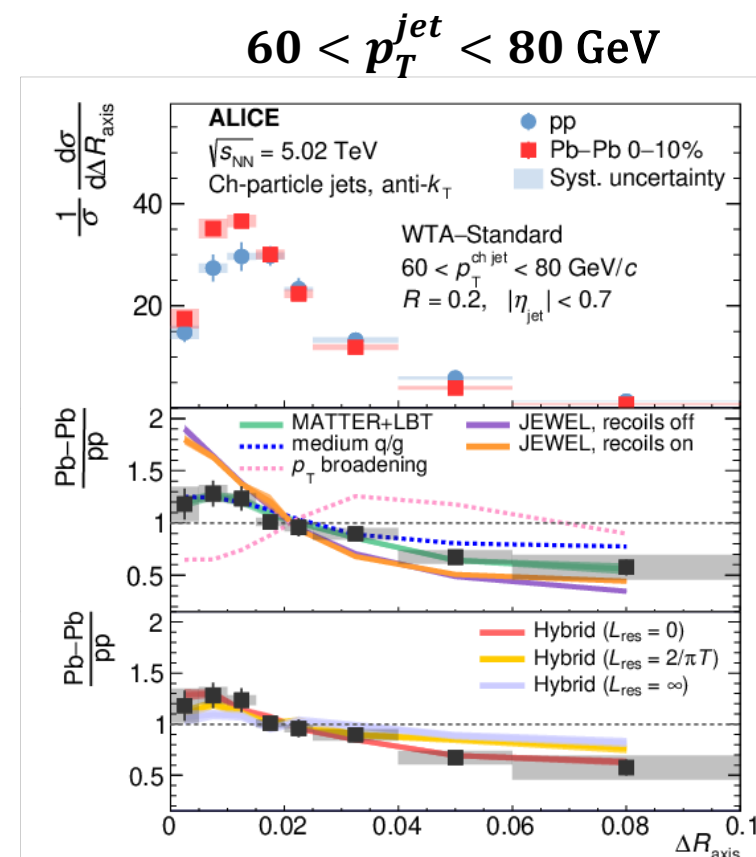 60 < p_T^jet < 80 GeV
1/σ dσ/dΔR_axis
ALICE
√s_NN = 5.02 TeV
Ch-particle jets, anti-k_T
pp
Pb–Pb 0–10%
Syst. uncertainty
WTA–Standard
60 < p_T^ch jet < 80 GeV/c
R = 0.2, |η_jet| < 0.7
40
20
Pb–Pb/pp
MATTER+LBT
medium q/g
p_T broadening
JEWEL, recoils off
JEWEL, recoils on
2
1.5
1
0.5
Pb–Pb/pp
Hybrid (L_res = 0)
Hybrid (L_res = 2/πT)
Hybrid (L_res = ∞)
2
1.5
1
0.5
0 0.02 0.04 0.06 0.08 0.1
ΔR_axis